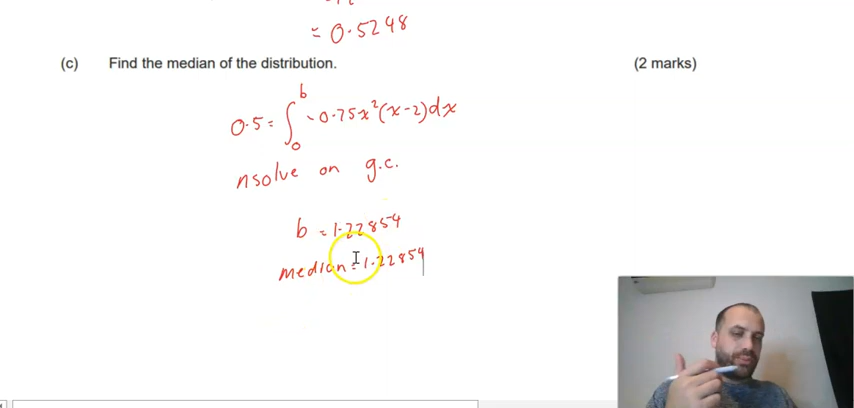 = 0.5248
(c) Find the median of the distribution. (2 marks)
0.5 = ∫₀ᵇ -0.75x²(x-2)dx
nsolve on g.c.
b = 1.22854
median = 1.22854